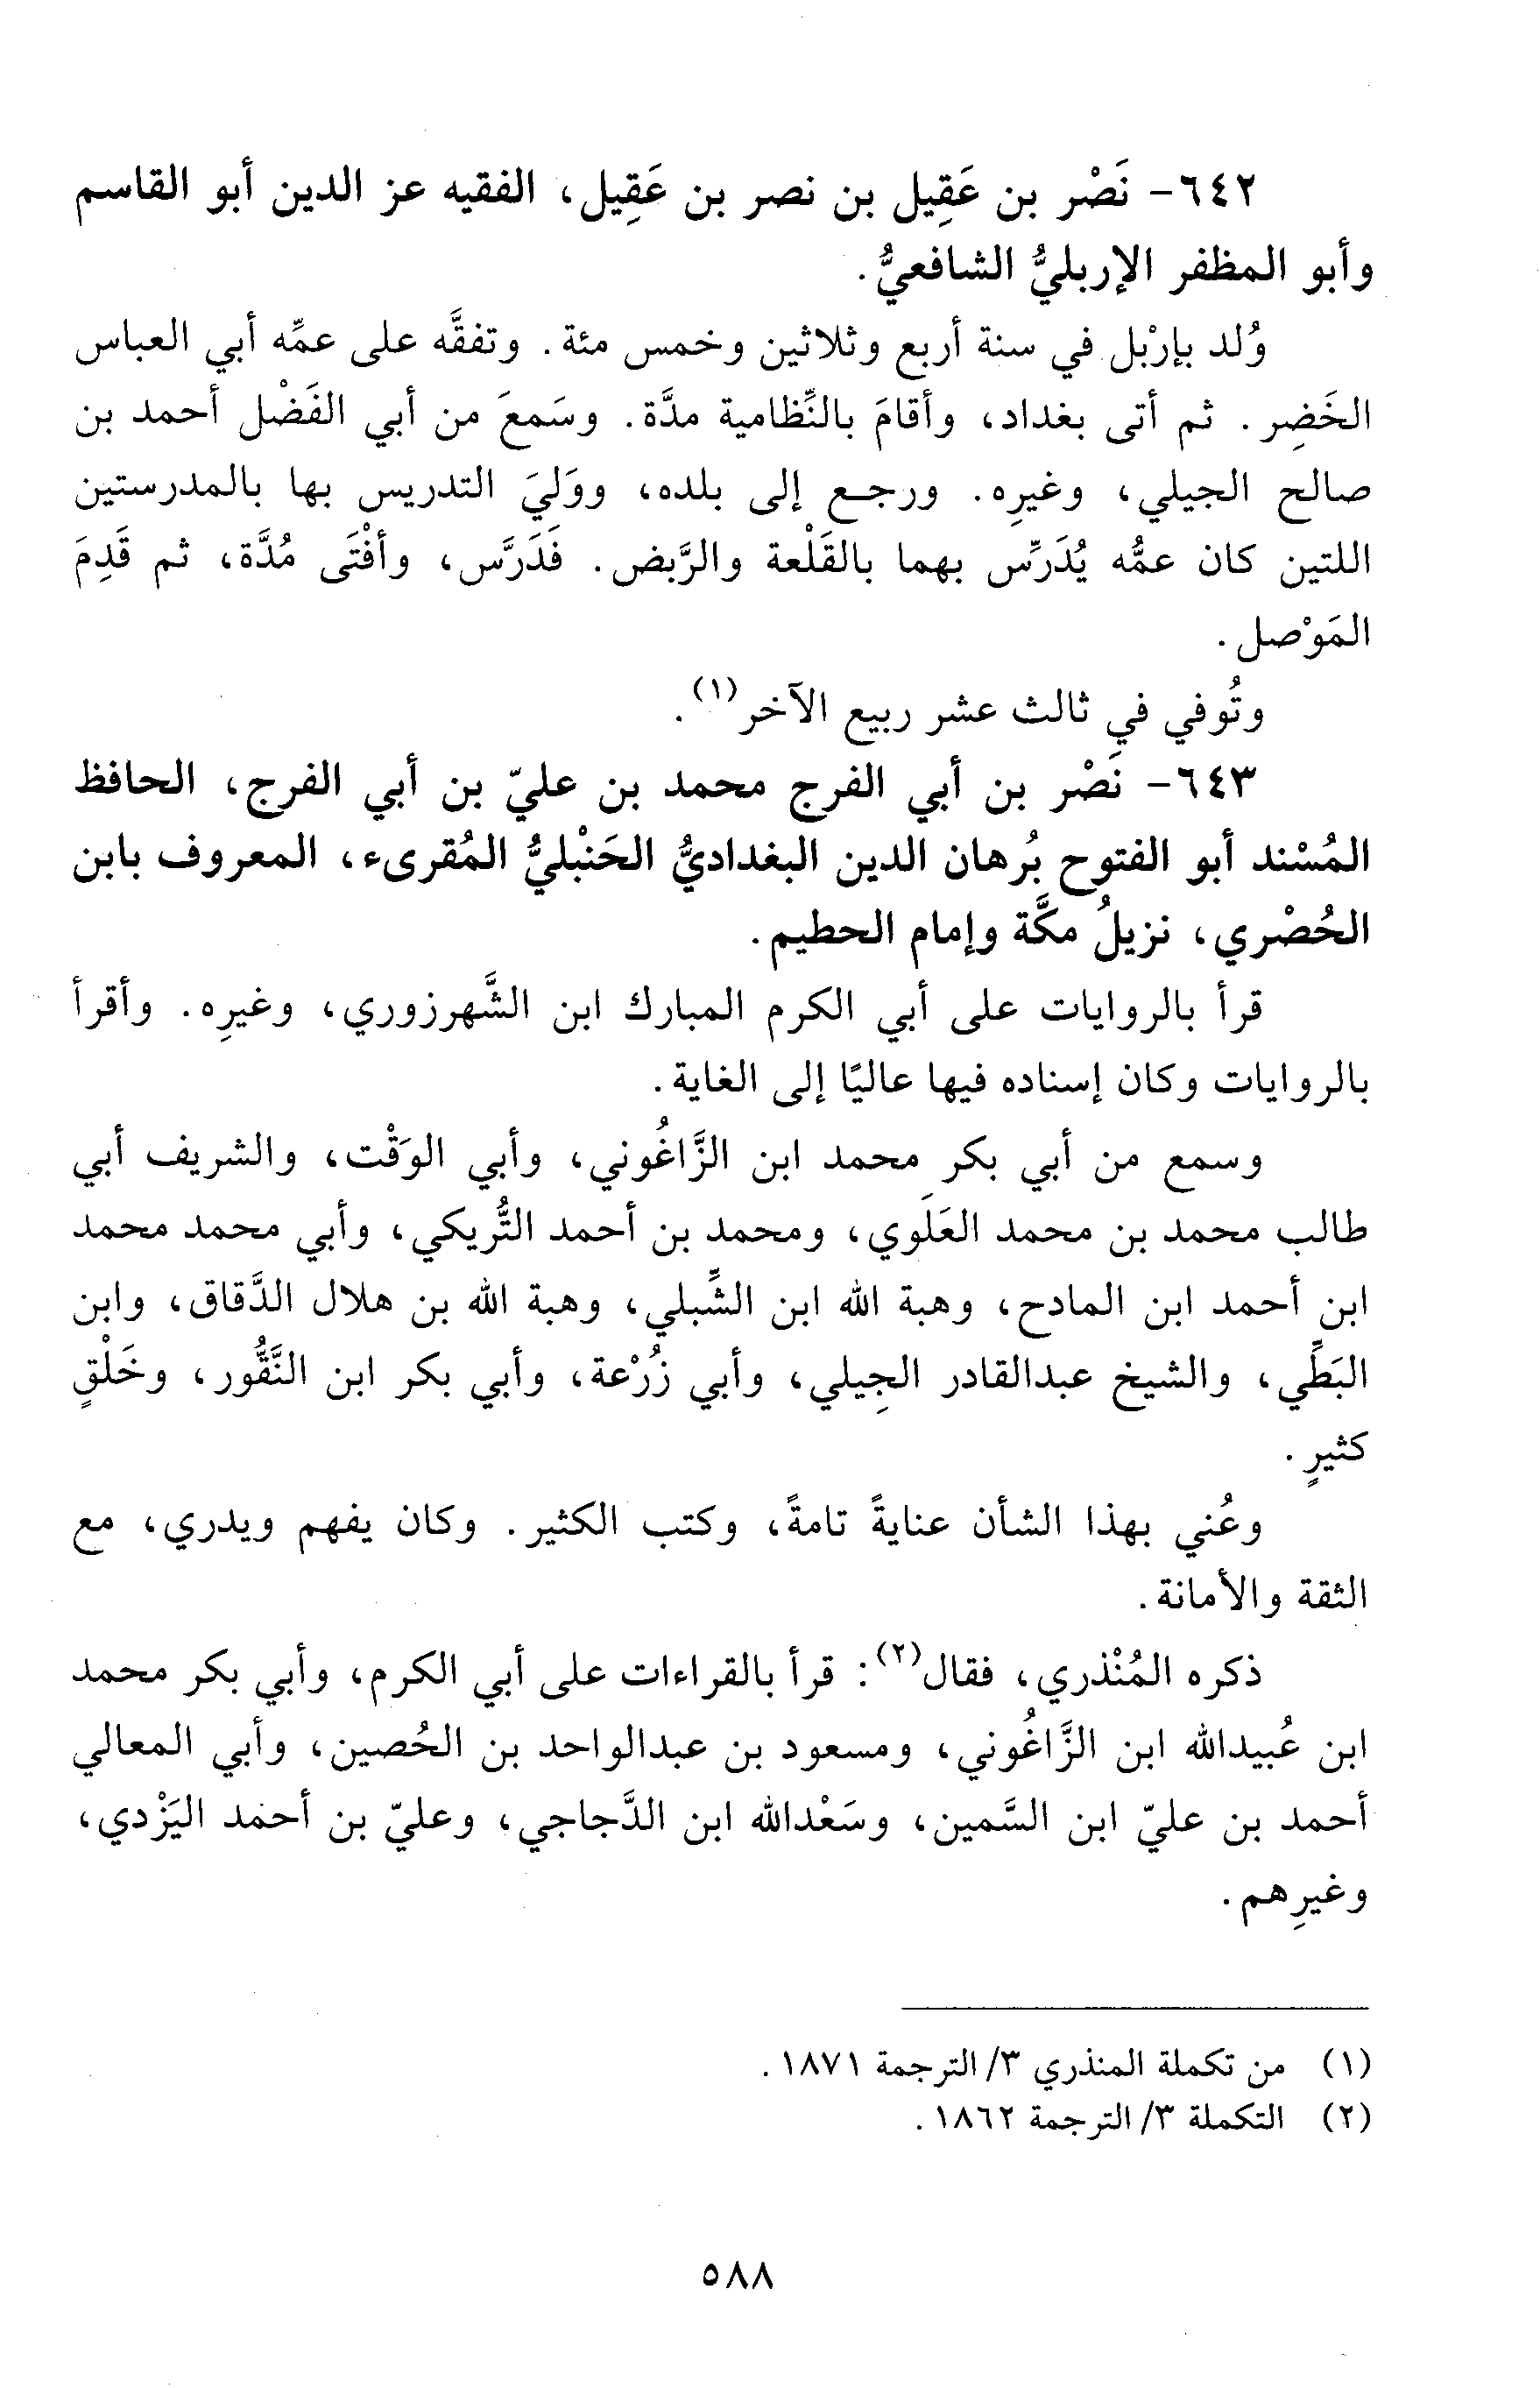 ٦٤٢- نَصْر بن عَقِيل بن نصر بن عَقِيل، الفقيه عز الدين أبو القاسم
وأبو المظفر الإربليُّ الشافعيُّ.
وُلد بإرْبل في سنة أربع وثلاثين وخمس مئة. وتفقَّه على عمِّه أبي العباس
الخَضِر. ثم أتى بغداد، وأقامَ بالنِّظامية مدَّة. وسَمعَ من أبي الفَضْل أحمد بن
صالح الجيلي، وغيرِه. ورجع إلى بلده، ووَليَ التدريس بها بالمدرستين
اللتين كان عمُّه يُدَرِّس بهما بالقَلْعة والرَّبض. فَدَرَّس، وأفْتَى مُدَّة، ثم قَدِمَ
المَوْصل.
وتُوفي في ثالث عشر ربيع الآخر(١).
٦٤٣- نَصْر بن أبي الفرج محمد بن عليّ بن أبي الفرج، الحافظ
المُسْند أبو الفتوح بُرهان الدين البغداديُّ الحَنْبليُّ المُقرىء، المعروف بابن
الحُصْري، نزيلُ مكَّة وإمام الحطيم.
قرأ بالروايات على أبي الكرم المبارك ابن الشَّهرزوري، وغيرِه. وأقرأ
بالروايات وكان إسناده فيها عاليًا إلى الغاية.
وسمع من أبي بكر محمد ابن الزَّاغُوني، وأبي الوَقْت، والشريف أبي
طالب محمد بن محمد العَلَوي، ومحمد بن أحمد التُّريكي، وأبي محمد محمد
ابن أحمد ابن المادح، وهبة الله ابن الشِّبلي، وهبة الله بن هلال الدَّقاق، وابن
البَطِّي، والشيخ عبدالقادر الجِيلي، وأبي زُرْعة، وأبي بكر ابن النَّقُّور، وخَلْقٍ
كثيرٍ.
وعُني بهذا الشأن عنايةً تامةً، وكتب الكثير. وكان يفهم ويدري، مع
الثقة والأمانة.
ذكره المُنْذري، فقال(٢): قرأ بالقراءات على أبي الكرم، وأبي بكر محمد
ابن عُبيدالله ابن الزَّاغُوني، ومسعود بن عبدالواحد بن الحُصين، وأبي المعالي
أحمد بن عليّ ابن السَّمين، وسَعْدالله ابن الدَّجاجي، وعليّ بن أحمد اليَزْدي،
وغيرِهم.
(١) من تكملة المنذري ٣/ الترجمة ١٨٧١.
(٢) التكملة ٣/ الترجمة ١٨٦٢.
٥٨٨